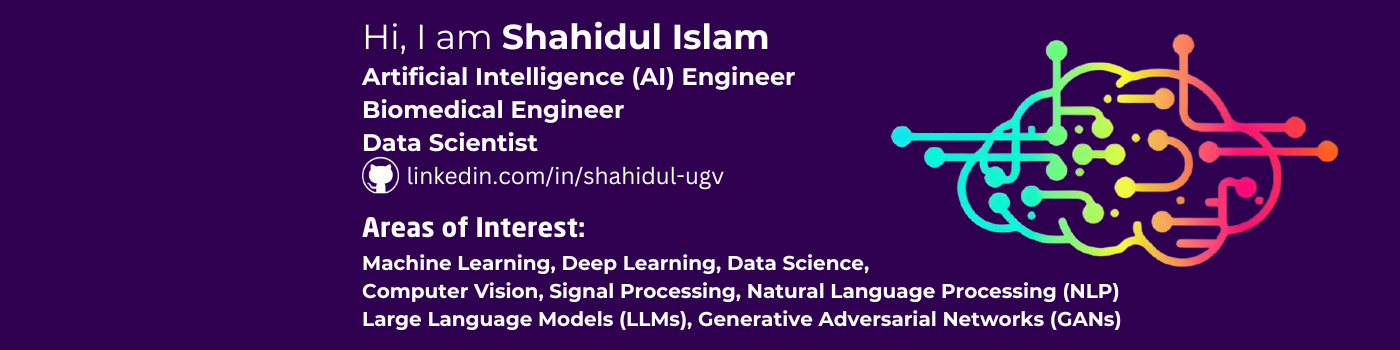 Hi, I am Shahidul Islam
Artificial Intelligence (AI) Engineer
Biomedical Engineer
Data Scientist
linkedin.com/in/shahidul-ugv
Areas of Interest:
Machine Learning, Deep Learning, Data Science,
Computer Vision, Signal Processing, Natural Language Processing (NLP)
Large Language Models (LLMs), Generative Adversarial Networks (GANs)